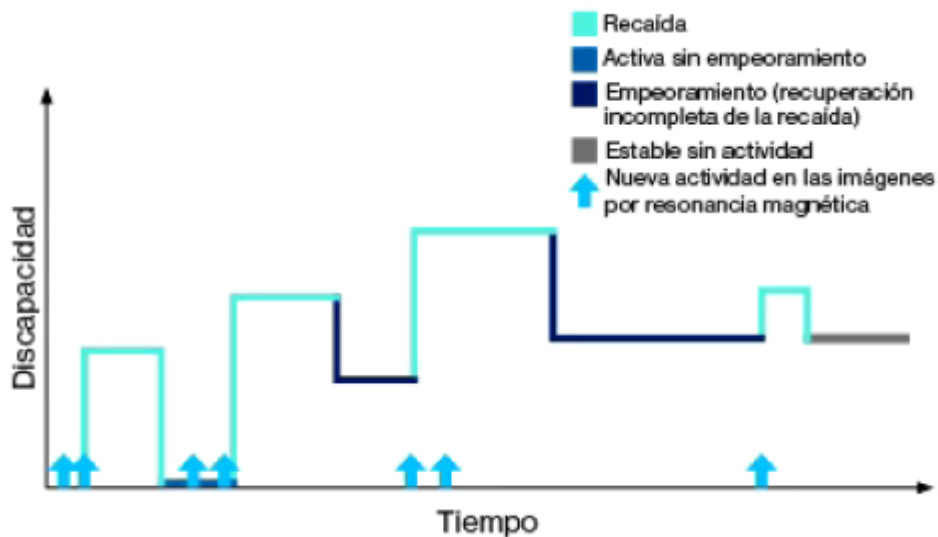 Recaída
Activa sin empeoramiento
Empeoramiento (recuperación
incompleta de la recaída)
Estable sin actividad
Nueva actividad en las imágenes
por resonancia magnética
Discapacidad
Tiempo